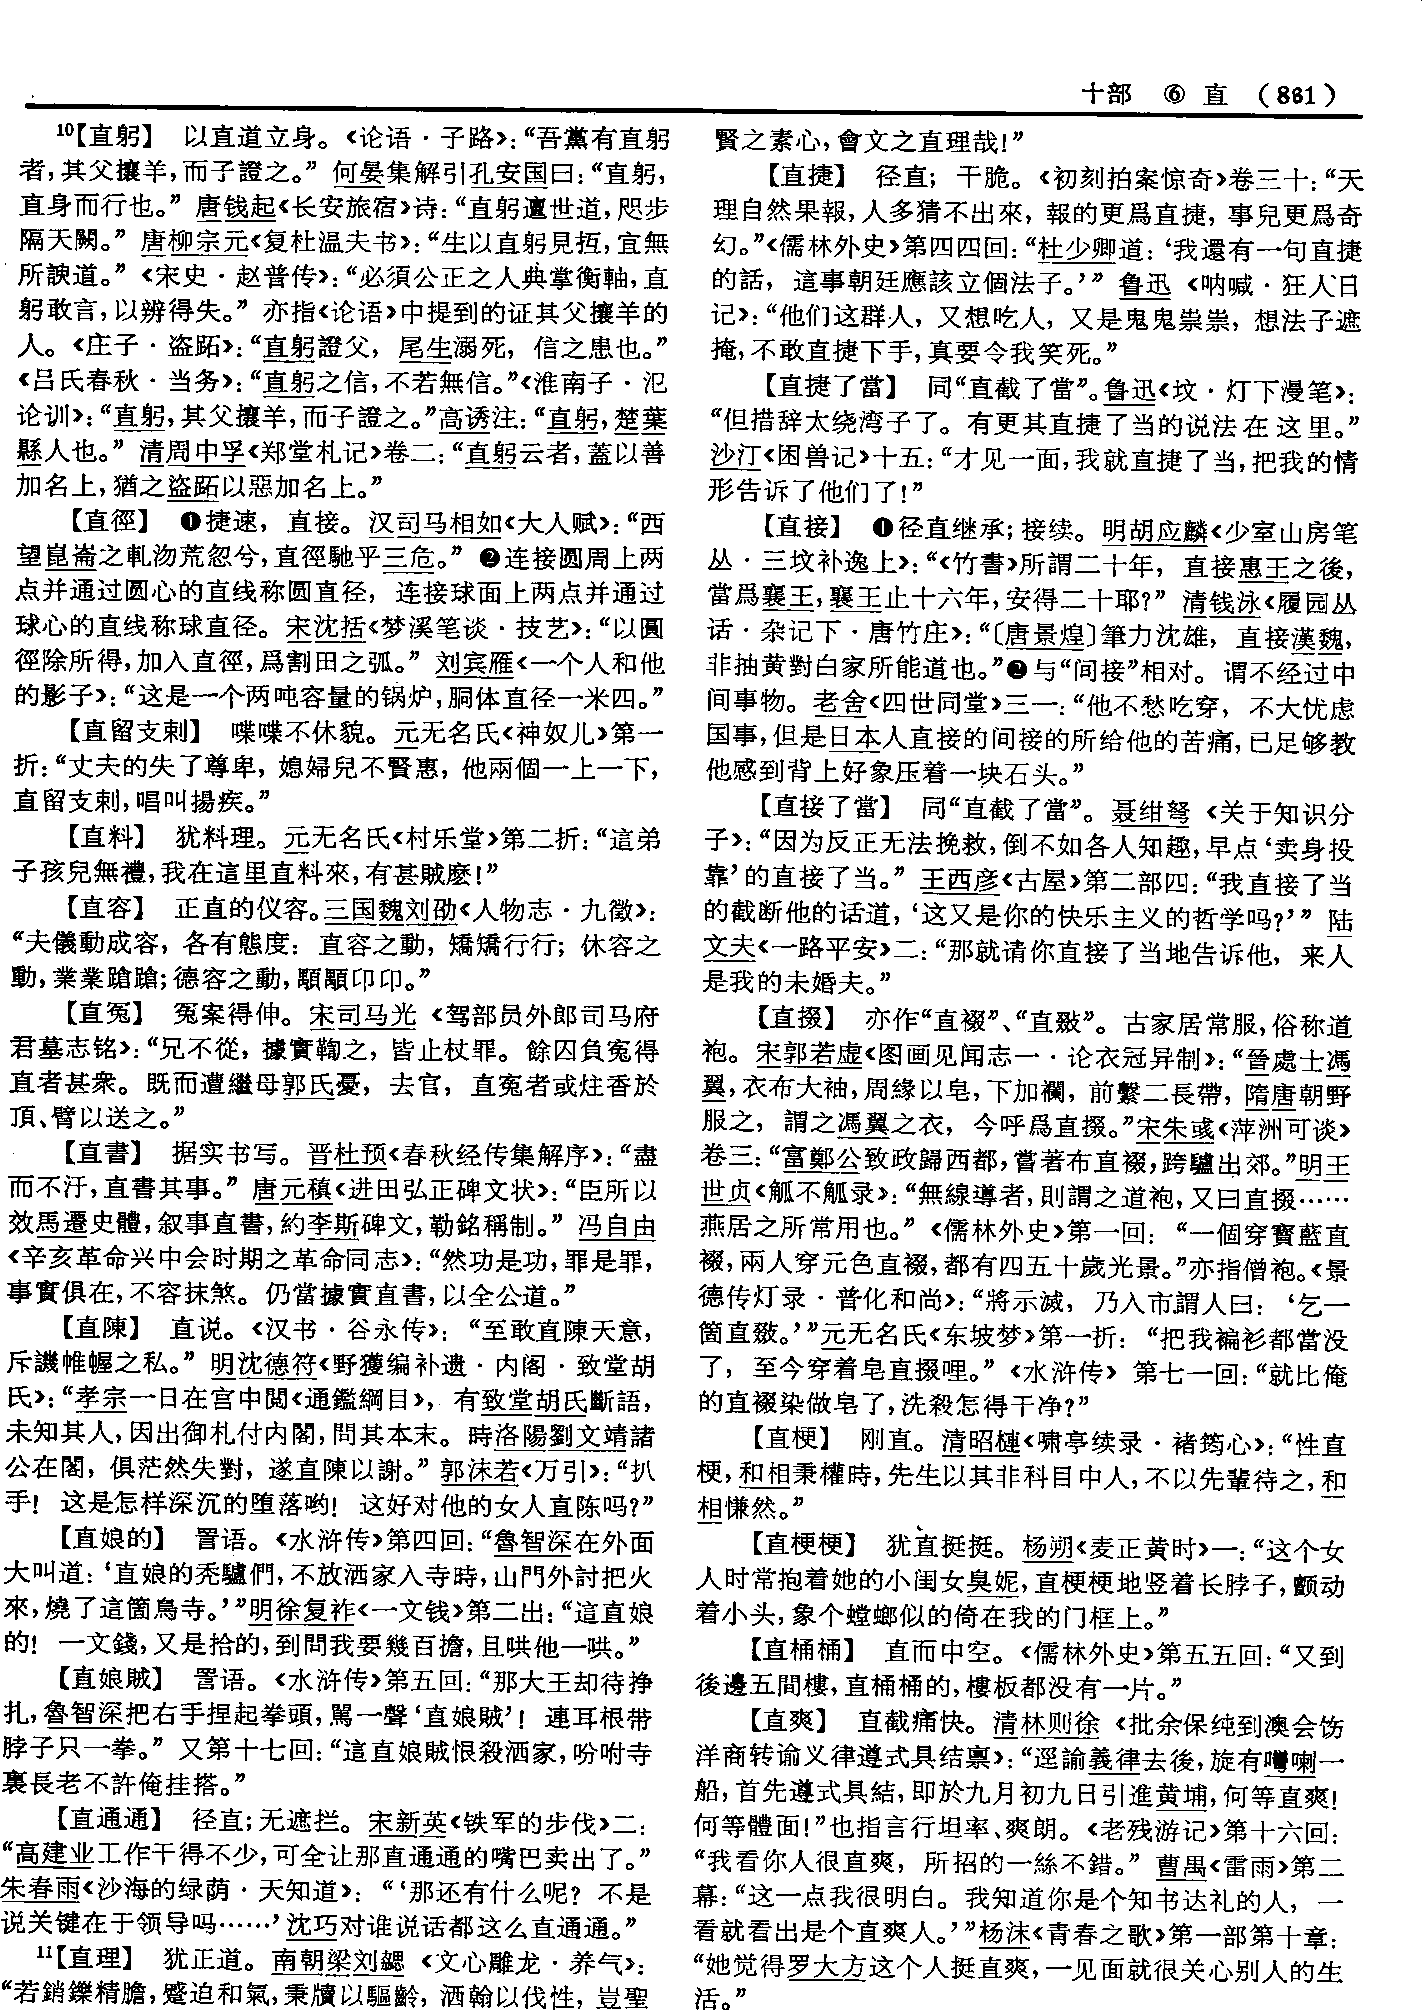 十部 ⑥ 直 (861)
10【直躬】 以直道立身。《论语·子路》：“吾黨有直躬
者，其父攘羊，而子證之。” 何晏集解引孔安国曰：“直躬，
直身而行也。” 唐钱起《长安旅宿》诗：“直躬邅世道，咫步
隔天闕。” 唐柳宗元《复杜温夫书》：“生以直躬見抂，宜無
所諛道。” 《宋史·赵普传》：“必須公正之人典掌衡軸，直
躬敢言，以辨得失。” 亦指《论语》中提到的证其父攘羊的
人。《庄子·盗跖》：“直躬證父，尾生溺死，信之患也。”
《吕氏春秋·当务》：“直躬之信，不若無信。”《淮南子·氾
论训》：“直躬，其父攘羊，而子證之。”高诱注：“直躬，楚葉
縣人也。” 清周中孚《郑堂札记》卷二：“直躬云者，蓋以善
加名上，猶之盜跖以惡加名上。”
【直徑】 ❶捷速，直接。汉司马相如《大人赋》：“西
望崑崙之軋沕荒忽兮，直徑馳乎三危。” ❷连接圆周上两
点并通过圆心的直线称圆直径，连接球面上两点并通过
球心的直线称球直径。宋沈括《梦溪笔谈·技艺》：“以圓
徑除所得，加入直徑，爲割田之弧。” 刘宾雁《一个人和他
的影子》：“这是一个两吨容量的锅炉，胴体直径一米四。”
【直留支剌】 喋喋不休貌。元无名氏《神奴儿》第一
折：“丈夫的失了尊卑，媳婦兒不賢惠，他兩個一上一下，
直留支剌，唱叫揚疾。”
【直料】 犹料理。元无名氏《村乐堂》第二折：“這弟
子孩兒無禮，我在這里直料來，有甚賊麽！”
【直容】 正直的仪容。三国魏刘劭《人物志·九徵》：
“夫儀動成容，各有態度：直容之動，矯矯行行；休容之
動，業業蹌蹌；德容之動，顒顒卬卬。”
【直冤】 冤案得伸。宋司马光《驾部员外郎司马府
君墓志铭》：“兄不從，據實鞫之，皆止杖罪。餘囚負冤得
直者甚衆。既而遭繼母郭氏憂，去官，直冤者或炷香於
頂、臂以送之。”
【直書】 据实书写。晋杜预《春秋经传集解序》：“盡
而不汙，直書其事。” 唐元稹《进田弘正碑文状》：“臣所以
效馬遷史體，叙事直書，約李斯碑文，勒銘稱制。” 冯自由
《辛亥革命兴中会时期之革命同志》：“然功是功，罪是罪，
事實俱在，不容抹煞。仍當據實直書，以全公道。”
【直陳】 直说。《汉书·谷永传》：“至敢直陳天意，
斥譏帷幄之私。” 明沈德符《野獲编补遗·内阁·致堂胡
氏》：“孝宗一日在宫中閲《通鑑綱目》，有致堂胡氏斷語，
未知其人，因出御札付内閣，問其本末。時洛陽劉文靖諸
公在閣，俱茫然失對，遂直陳以謝。” 郭沫若《万引》：“扒
手！这是怎样深沉的堕落哟！这好对他的女人直陈吗？”
【直娘的】 詈语。《水浒传》第四回：“魯智深在外面
大叫道：‘直娘的禿驢們，不放洒家入寺時，山門外討把火
來，燒了這箇鳥寺。’”明徐复祚《一文钱》第二出：“這直娘
的！一文錢，又是拾的，到問我要幾百擔，且哄他一哄。”
【直娘賊】 詈语。《水浒传》第五回：“那大王却待挣
扎，魯智深把右手捏起拳頭，駡一聲‘直娘賊’！連耳根带
脖子只一拳。” 又第十七回：“這直娘賊恨殺洒家，吩咐寺
裏長老不許俺挂搭。”
【直通通】 径直；无遮拦。宋新英《铁军的步伐》二：
“高建业工作干得不少，可全让那直通通的嘴巴卖出了。”
朱春雨《沙海的绿荫·天知道》：“‘那还有什么呢？不是
说关键在于领导吗……’沈巧对谁说话都这么直通通。”
11【直理】 犹正道。南朝梁刘勰《文心雕龙·养气》：
“若銷鑠精膽，蹙迫和氣，秉牘以驅齡，洒翰以伐性，豈聖
賢之素心，會文之直理哉！”
【直捷】 径直；干脆。《初刻拍案惊奇》卷三十：“天
理自然果報，人多猜不出來，報的更爲直捷，事兒更爲奇
幻。”《儒林外史》第四四回：“杜少卿道：‘我還有一句直捷
的話，這事朝廷應該立個法子。’” 鲁迅《呐喊·狂人日
记》：“他们这群人，又想吃人，又是鬼鬼祟祟，想法子遮
掩，不敢直捷下手，真要令我笑死。”
【直捷了當】 同“直截了當”。鲁迅《坟·灯下漫笔》：
“但措辞太绕湾子了。有更其直捷了当的说法在这里。”
沙汀《困兽记》十五：“才见一面，我就直捷了当，把我的情
形告诉了他们了！”
【直接】 ❶径直继承；接续。明胡应麟《少室山房笔
丛·三坟补逸上》：“《竹書》所謂二十年，直接惠王之後，
當爲襄王，襄王止十六年，安得二十耶？” 清钱泳《履园丛
话·杂记下·唐竹庄》：“〔唐景煌〕筆力沈雄，直接漢魏，
非抽黄對白家所能道也。”❷与“间接”相对。谓不经过中
间事物。老舍《四世同堂》三一：“他不愁吃穿，不大忧虑
国事，但是日本人直接的间接的所给他的苦痛，已足够教
他感到背上好象压着一块石头。”
【直接了當】 同“直截了當”。聂绀弩《关于知识分
子》：“因为反正无法挽救，倒不如各人知趣，早点‘卖身投
靠’的直接了当。” 王西彦《古屋》第二部四：“我直接了当
的截断他的话道，‘这又是你的快乐主义的哲学吗？’” 陆
文夫《一路平安》二：“那就请你直接了当地告诉他，来人
是我的未婚夫。”
【直掇】 亦作“直裰”、“直敠”。古家居常服，俗称道
袍。宋郭若虚《图画见闻志一·论衣冠异制》：“晉處士馮
翼，衣布大袖，周緣以皂，下加襴，前繫二長帶，隋唐朝野
服之，謂之馮翼之衣，今呼爲直掇。”宋朱彧《萍洲可谈》
卷三：“富鄭公致政歸西都，嘗著布直裰，跨驢出郊。”明王
世贞《觚不觚录》：“無線導者，則謂之道袍，又曰直掇……
燕居之所常用也。” 《儒林外史》第一回：“一個穿寶藍直
裰，兩人穿元色直裰，都有四五十歲光景。”亦指僧袍。《景
德传灯录·普化和尚》：“將示滅，乃入市謂人曰：‘乞一
箇直敠。’”元无名氏《东坡梦》第一折：“把我褊衫都當没
了，至今穿着皂直掇哩。” 《水浒传》第七一回：“就比俺
的直裰染做皂了，洗殺怎得干净？”
【直梗】 刚直。清昭槤《啸亭续录·褚筠心》：“性直
梗，和相秉權時，先生以其非科目中人，不以先輩待之，和
相慊然。”
【直梗梗】 犹直挺挺。杨朔《麦正黄时》一：“这个女
人时常抱着她的小闺女臭妮，直梗梗地竖着长脖子，颤动
着小头，象个螳螂似的倚在我的门框上。”
【直桶桶】 直而中空。《儒林外史》第五五回：“又到
後邊五間樓，直桶桶的，樓板都没有一片。”
【直爽】 直截痛快。清林则徐《批余保纯到澳会饬
洋商转谕义律遵式具结禀》：“逕諭義律去後，旋有噹喇一
船，首先遵式具結，即於九月初九日引進黄埔，何等直爽！
何等體面！”也指言行坦率、爽朗。《老残游记》第十六回：
“我看你人很直爽，所招的一絲不錯。” 曹禺《雷雨》第二
幕：“这一点我很明白。我知道你是个知书达礼的人，一
看就看出是个直爽人。’”杨沫《青春之歌》第一部第十章：
“她觉得罗大方这个人挺直爽，一见面就很关心别人的生
活。”